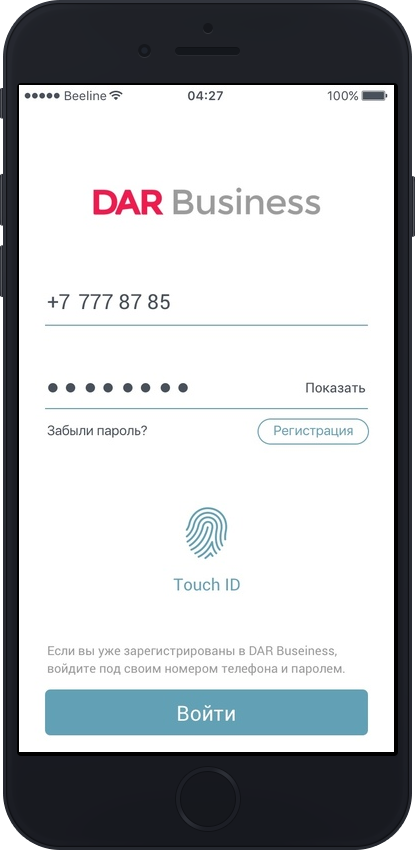 Beeline 04:27 100%
DAR Business
+7 777 87 85
Показать
Забыли пароль? Регистрация
Touch ID
Если вы уже зарегистрированы в DAR Buseiness,
войдите под своим номером телефона и паролем.
Войти